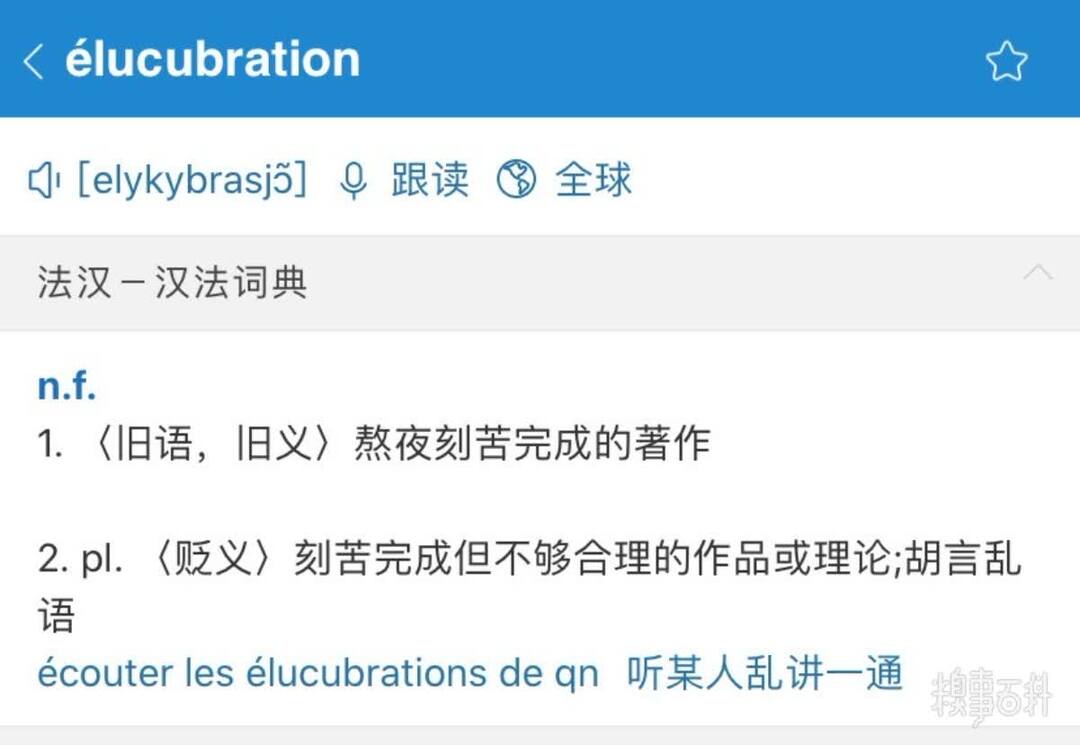 élucubration
[elykybrasjɔ̃] 跟读 全球
法汉－汉法词典
n.f.
1. 〈旧语，旧义〉熬夜刻苦完成的著作
2. pl. 〈贬义〉刻苦完成但不够合理的作品或理论;胡言乱
语
écouter les élucubrations de qn 听某人乱讲一通
糗事百科